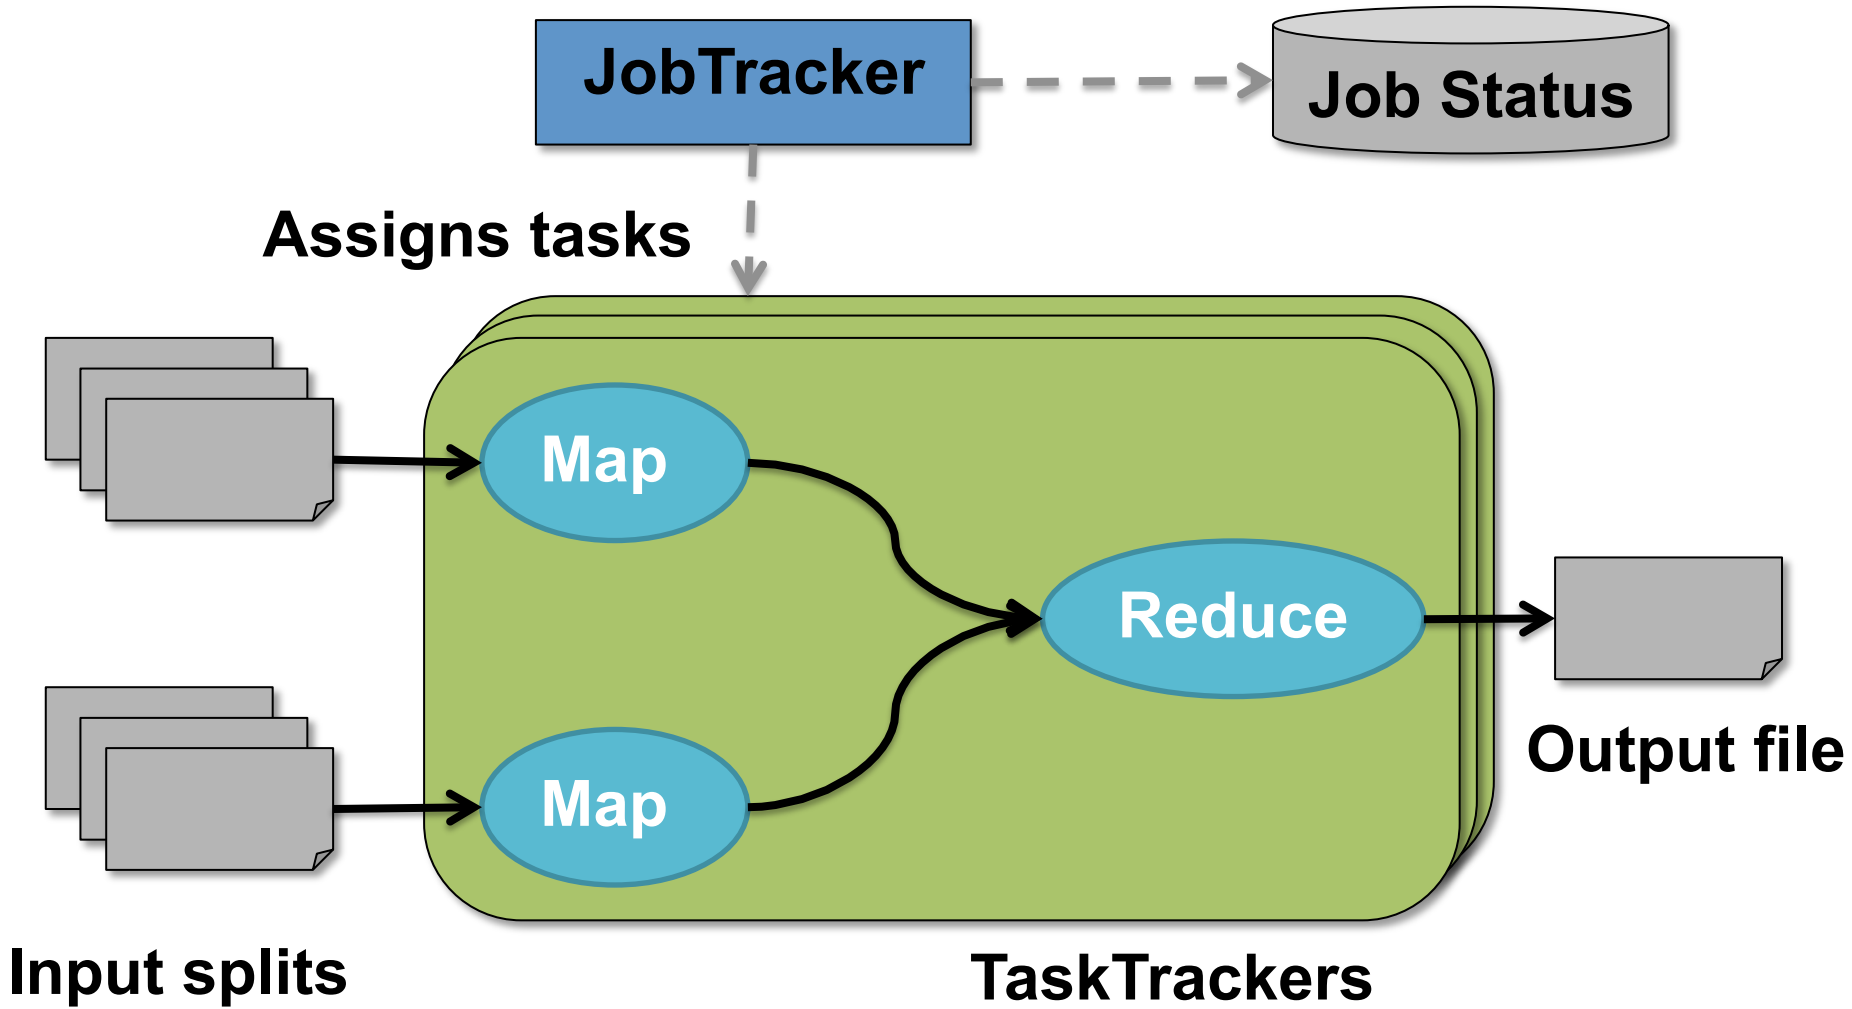 JobTracker
Job Status
Assigns tasks
Map
Reduce
Map
Output file
Input splits
TaskTrackers